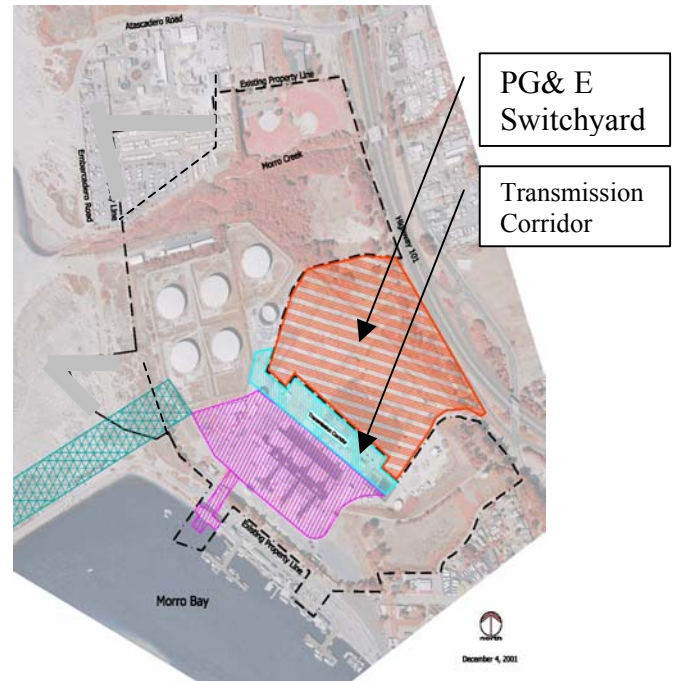 Atascadero Road
Existing Property Line
PG& E
Switchyard
Morro Creek
Embarcadero Road
Line
Transmission
Corridor
Highway 101
Transmission Corridor
Existing Property Line
Morro Bay
north
December 4, 2001